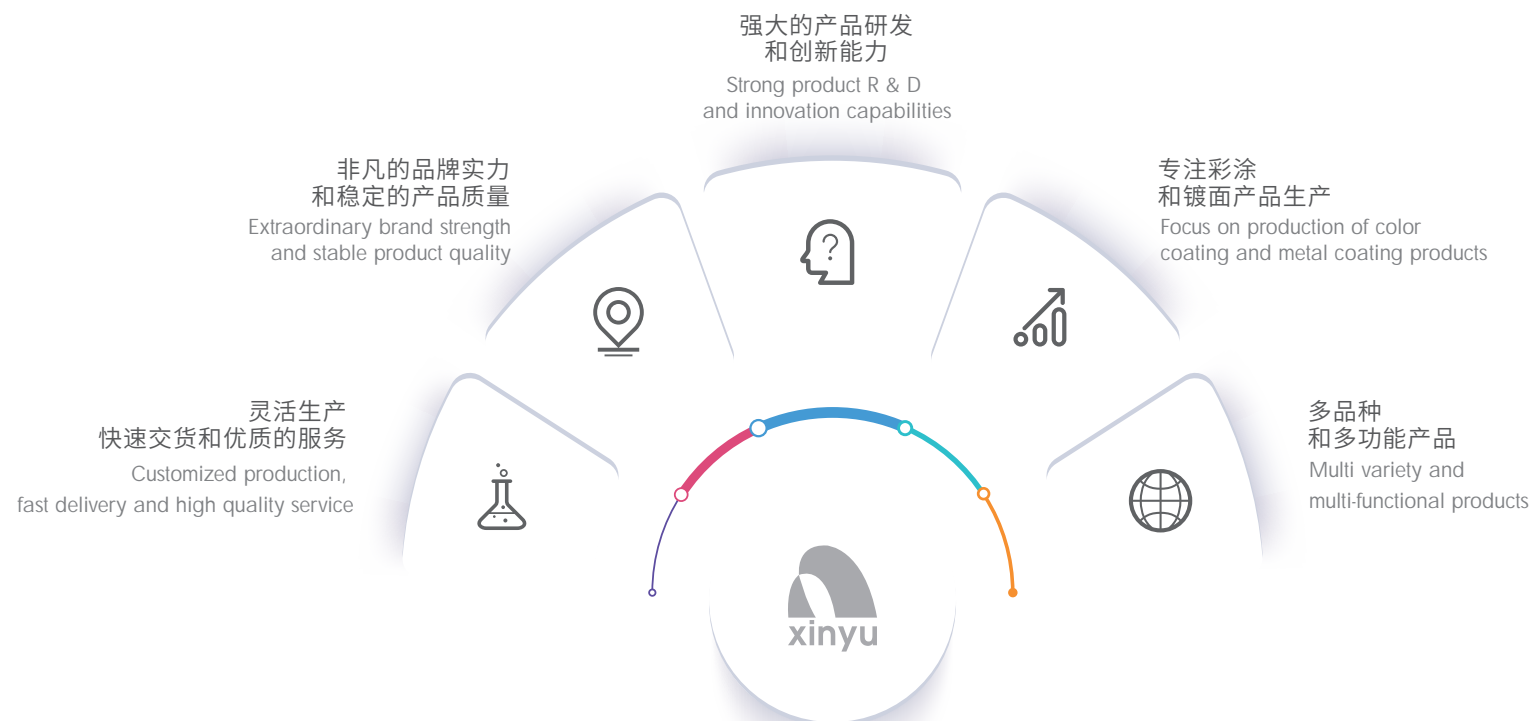 强大的产品研发
和创新能力
Strong product R & D
and innovation capabilities
非凡的品牌实力
和稳定的产品质量
Extraordinary brand strength
and stable product quality
专注彩涂
和镀面产品生产
Focus on production of color
coating and metal coating products
灵活生产
快速交货和优质的服务
Customized production,
fast delivery and high quality service
多品种
和多功能产品
Multi variety and
multi-functional products
?
xinyu